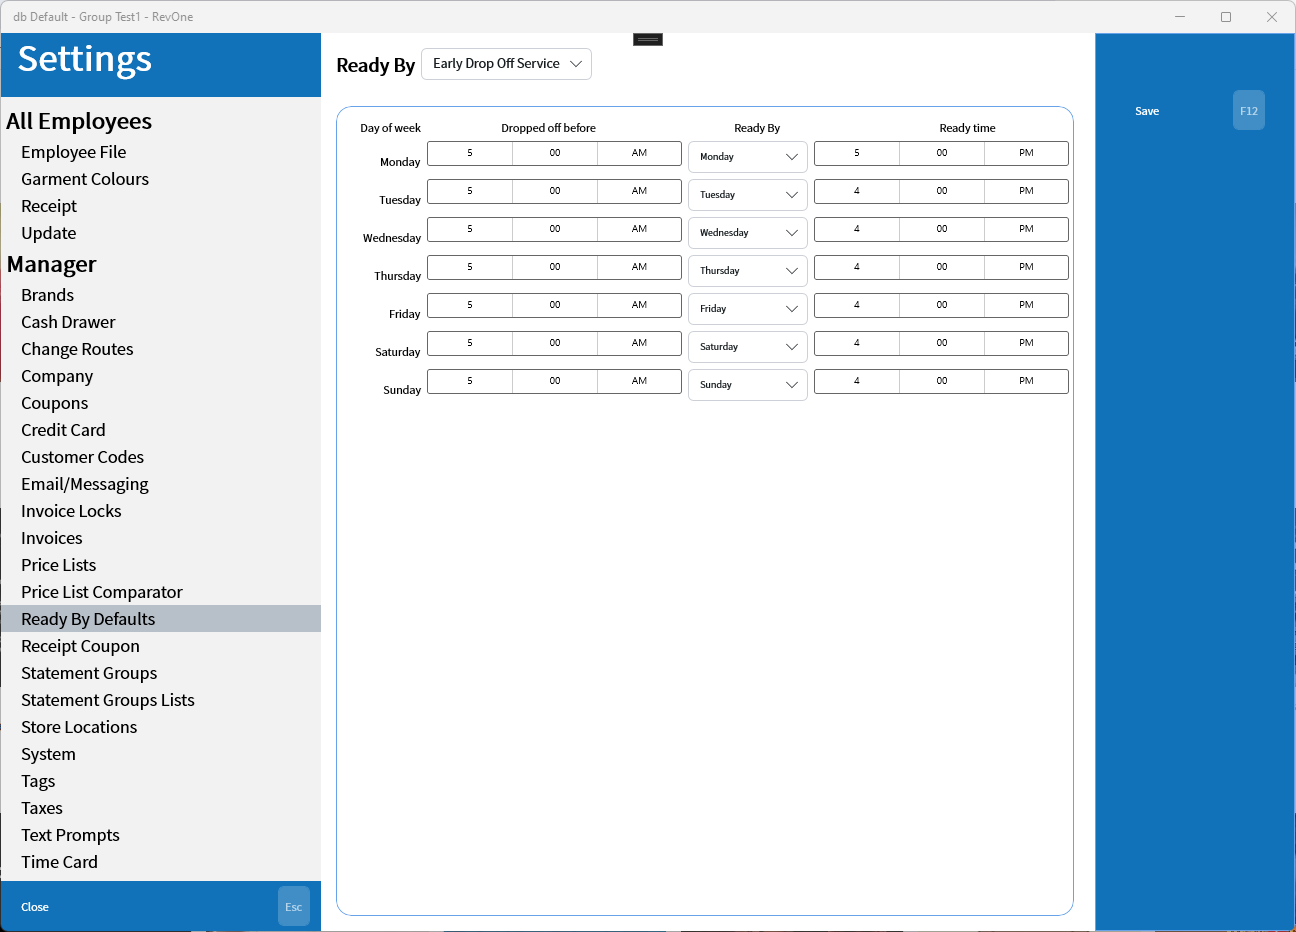 db Default - Group Test1 - RevOne
Settings
All Employees
Employee File
Garment Colours
Receipt
Update
Manager
Brands
Cash Drawer
Change Routes
Company
Coupons
Credit Card
Customer Codes
Email/Messaging
Invoice Locks
Invoices
Price Lists
Price List Comparator
Ready By Defaults
Receipt Coupon
Statement Groups
Statement Groups Lists
Store Locations
System
Tags
Taxes
Text Prompts
Time Card
Close Esc
Ready By Early Drop Off Service
Day of week Dropped off before Ready By Ready time
Monday 5 00 AM Monday 5 00 PM
Tuesday 5 00 AM Tuesday 4 00 PM
Wednesday 5 00 AM Wednesday 4 00 PM
Thursday 5 00 AM Thursday 4 00 PM
Friday 5 00 AM Friday 4 00 PM
Saturday 5 00 AM Saturday 4 00 PM
Sunday 5 00 AM Sunday 4 00 PM
Save F12